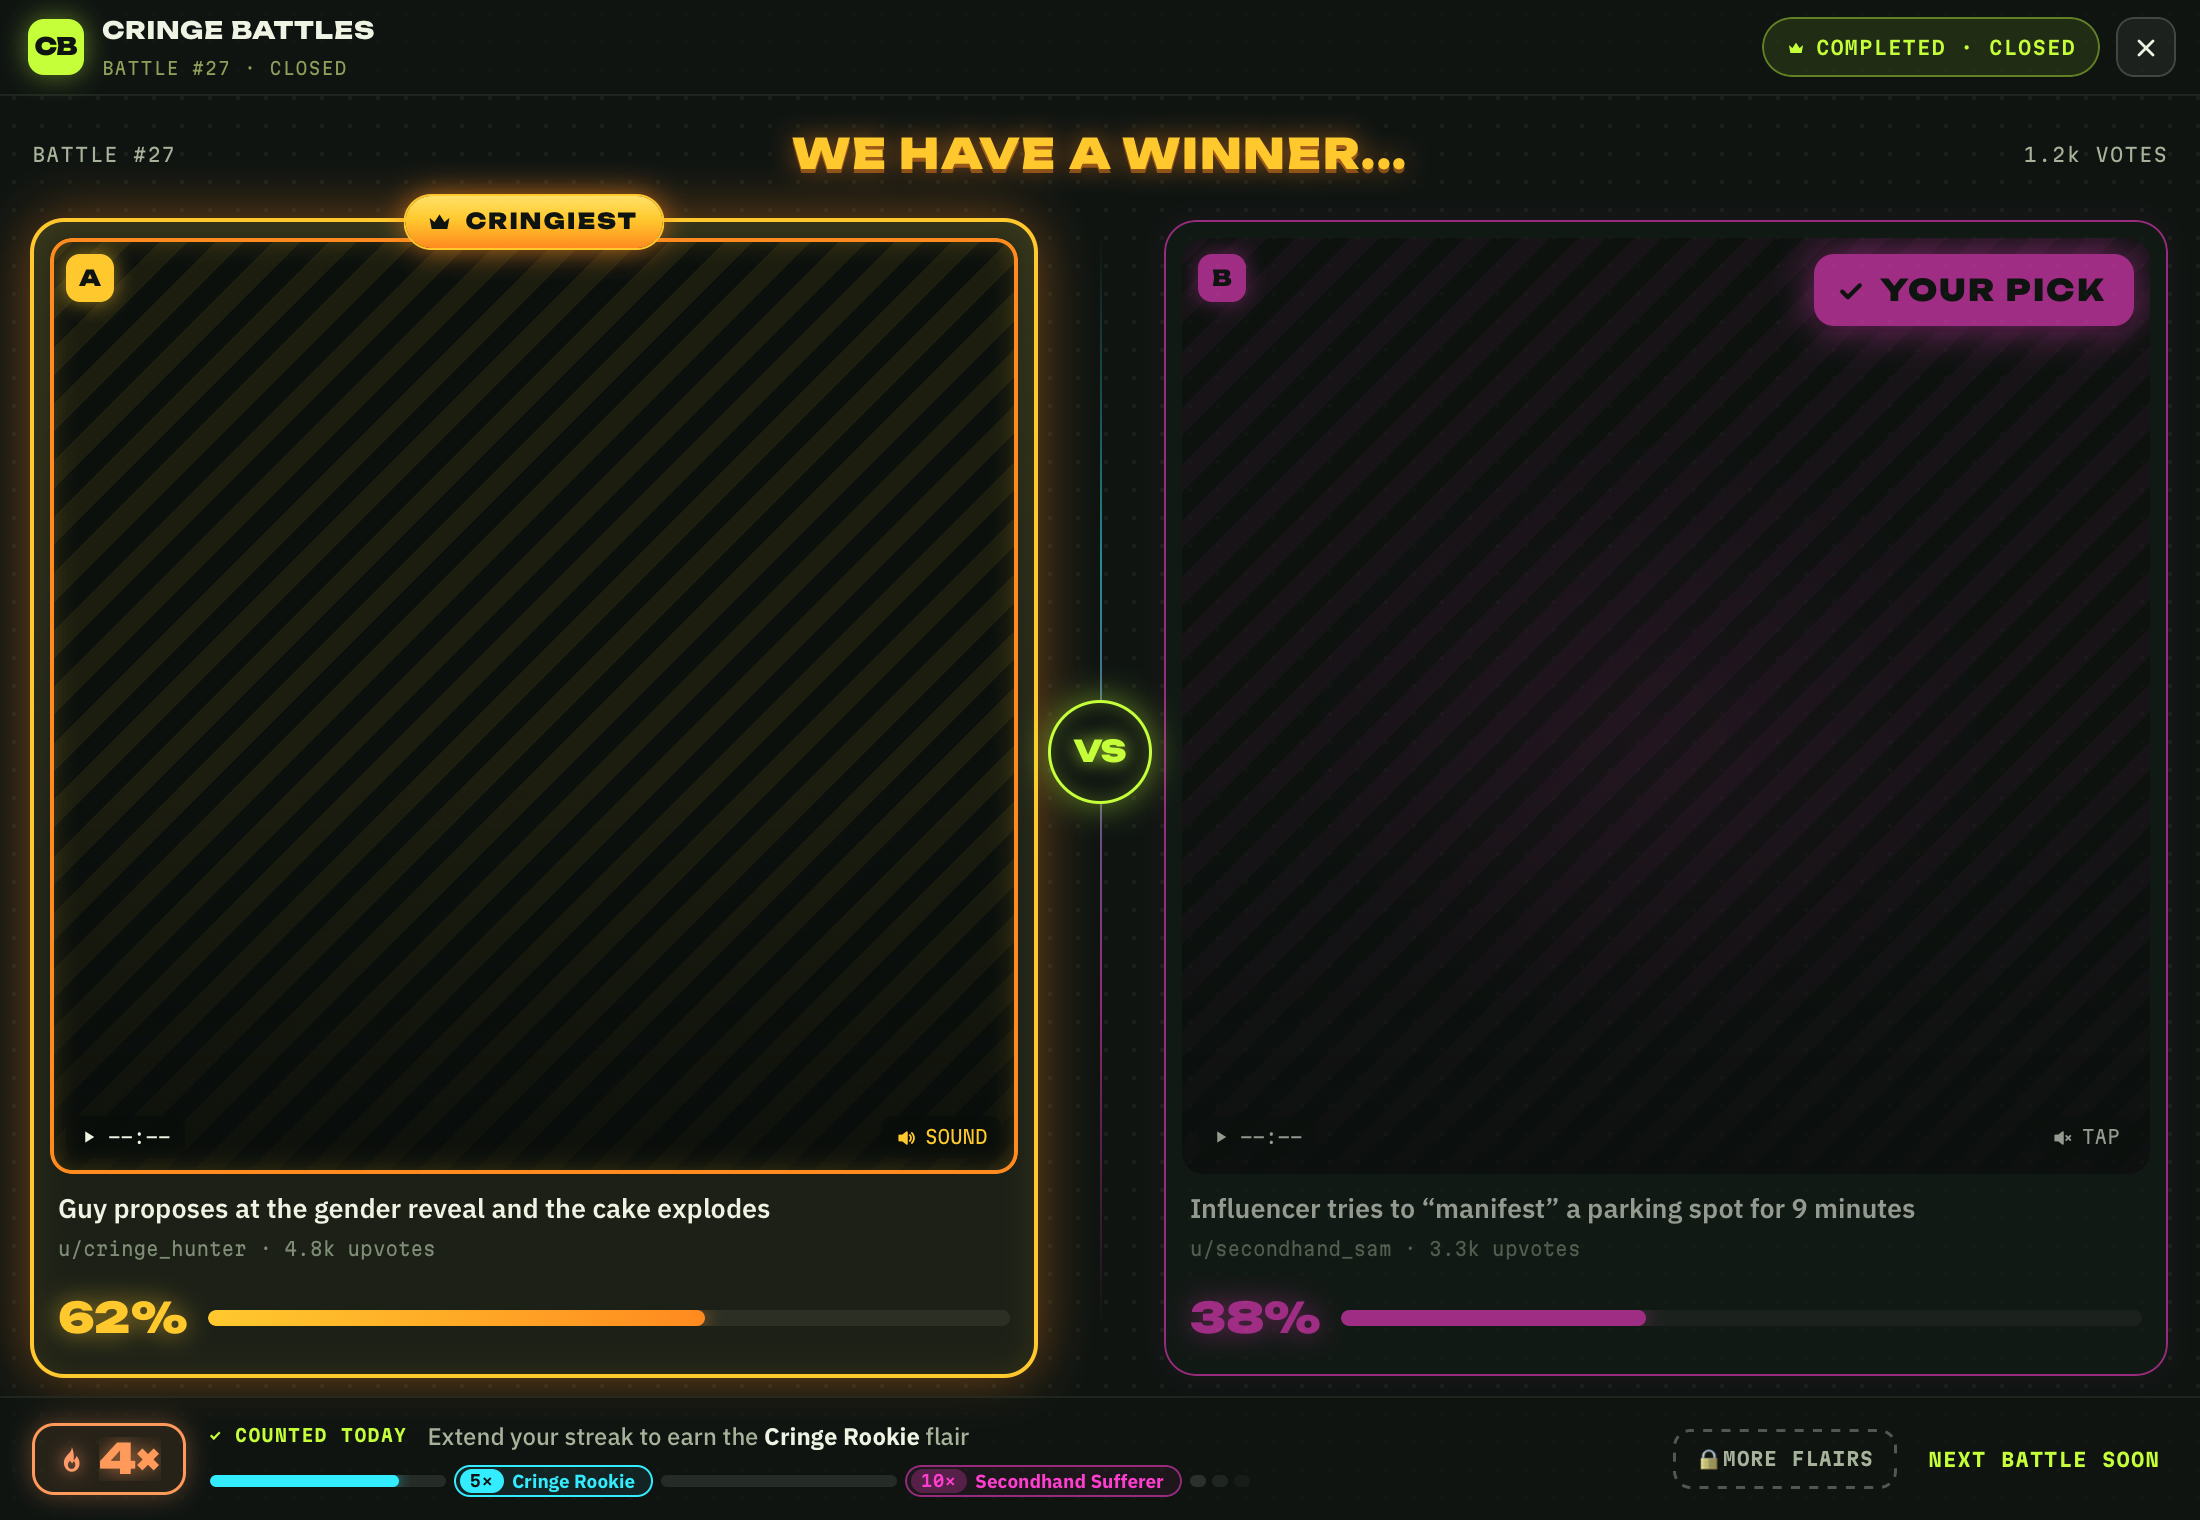 CB
CRINGE BATTLES
BATTLE #27 · CLOSED
COMPLETED · CLOSED
BATTLE #27
WE HAVE A WINNER...
1.2k VOTES
CRINGIEST
A
--:--
SOUND
Guy proposes at the gender reveal and the cake explodes
u/cringe_hunter · 4.8k upvotes
62%
VS
B
YOUR PICK
--:--
TAP
Influencer tries to “manifest” a parking spot for 9 minutes
u/secondhand_sam · 3.3k upvotes
38%
4×
COUNTED TODAY Extend your streak to earn the Cringe Rookie flair
5× Cringe Rookie
10× Secondhand Sufferer
MORE FLAIRS
NEXT BATTLE SOON